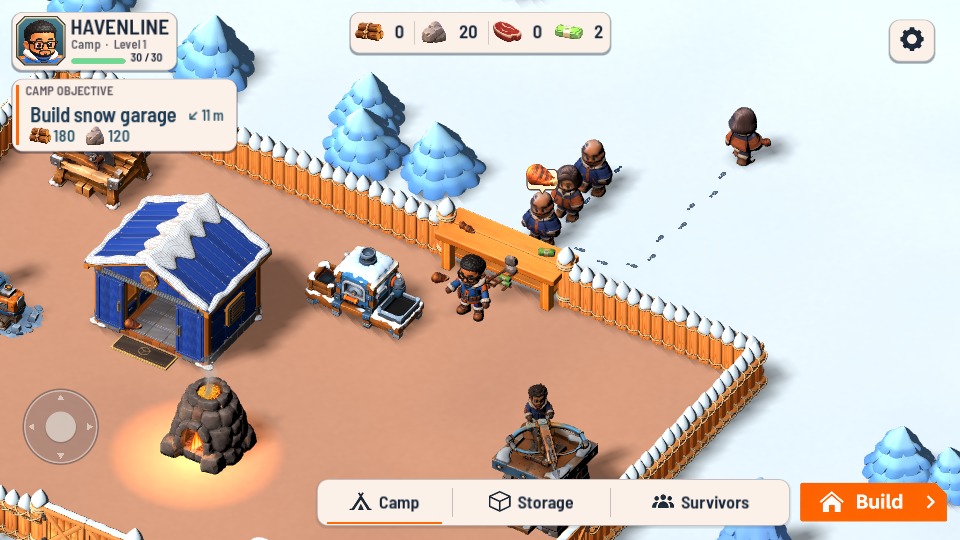 HAVENLINE
Camp · Level 1
30 / 30
0
20
0
2
CAMP OBJECTIVE
Build snow garage
↙ 11 m
180
120
Camp
Storage
Survivors
Build